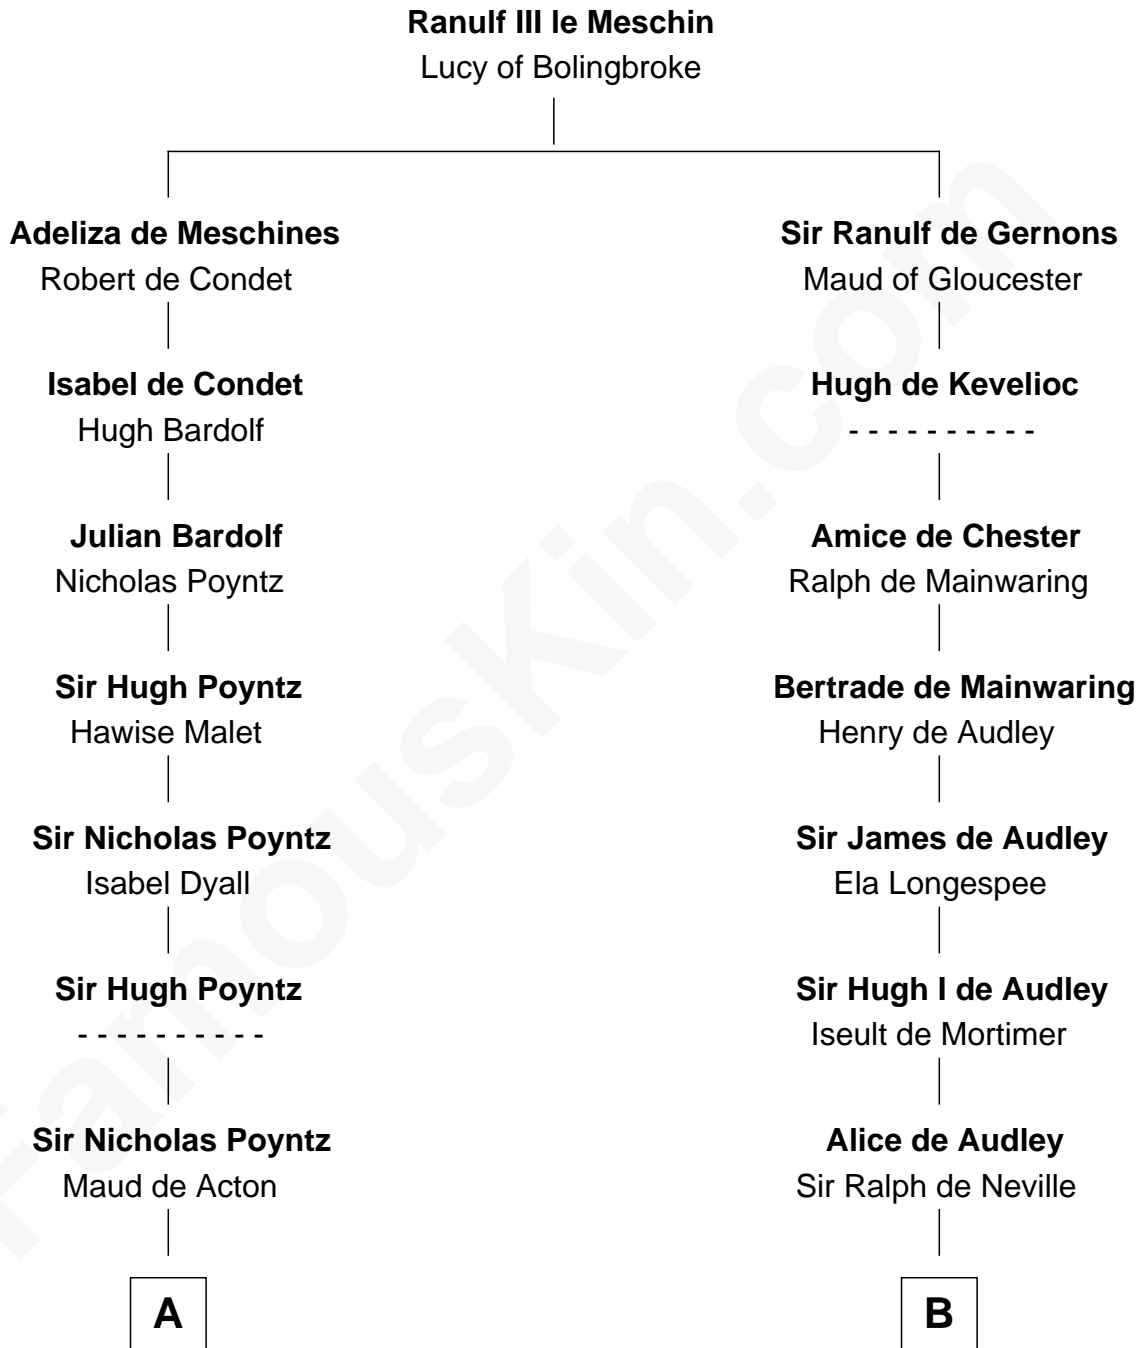 Ranulf III le Meschin
Lucy of Bolingbroke
Adeliza de Meschines
Robert de Condet
Sir Ranulf de Gernons
Maud of Gloucester
Isabel de Condet
Hugh Bardolf
Hugh de Kevelioc
- - - - - - - - - -
Julian Bardolf
Nicholas Poyntz
Amice de Chester
Ralph de Mainwaring
Sir Hugh Poyntz
Hawise Malet
Bertrade de Mainwaring
Henry de Audley
Sir Nicholas Poyntz
Isabel Dyall
Sir James de Audley
Ela Longespee
Sir Hugh Poyntz
- - - - - - - - - -
Sir Hugh I de Audley
Iseult de Mortimer
Sir Nicholas Poyntz
Maud de Acton
Alice de Audley
Sir Ralph de Neville
A
B
FamousKin.com